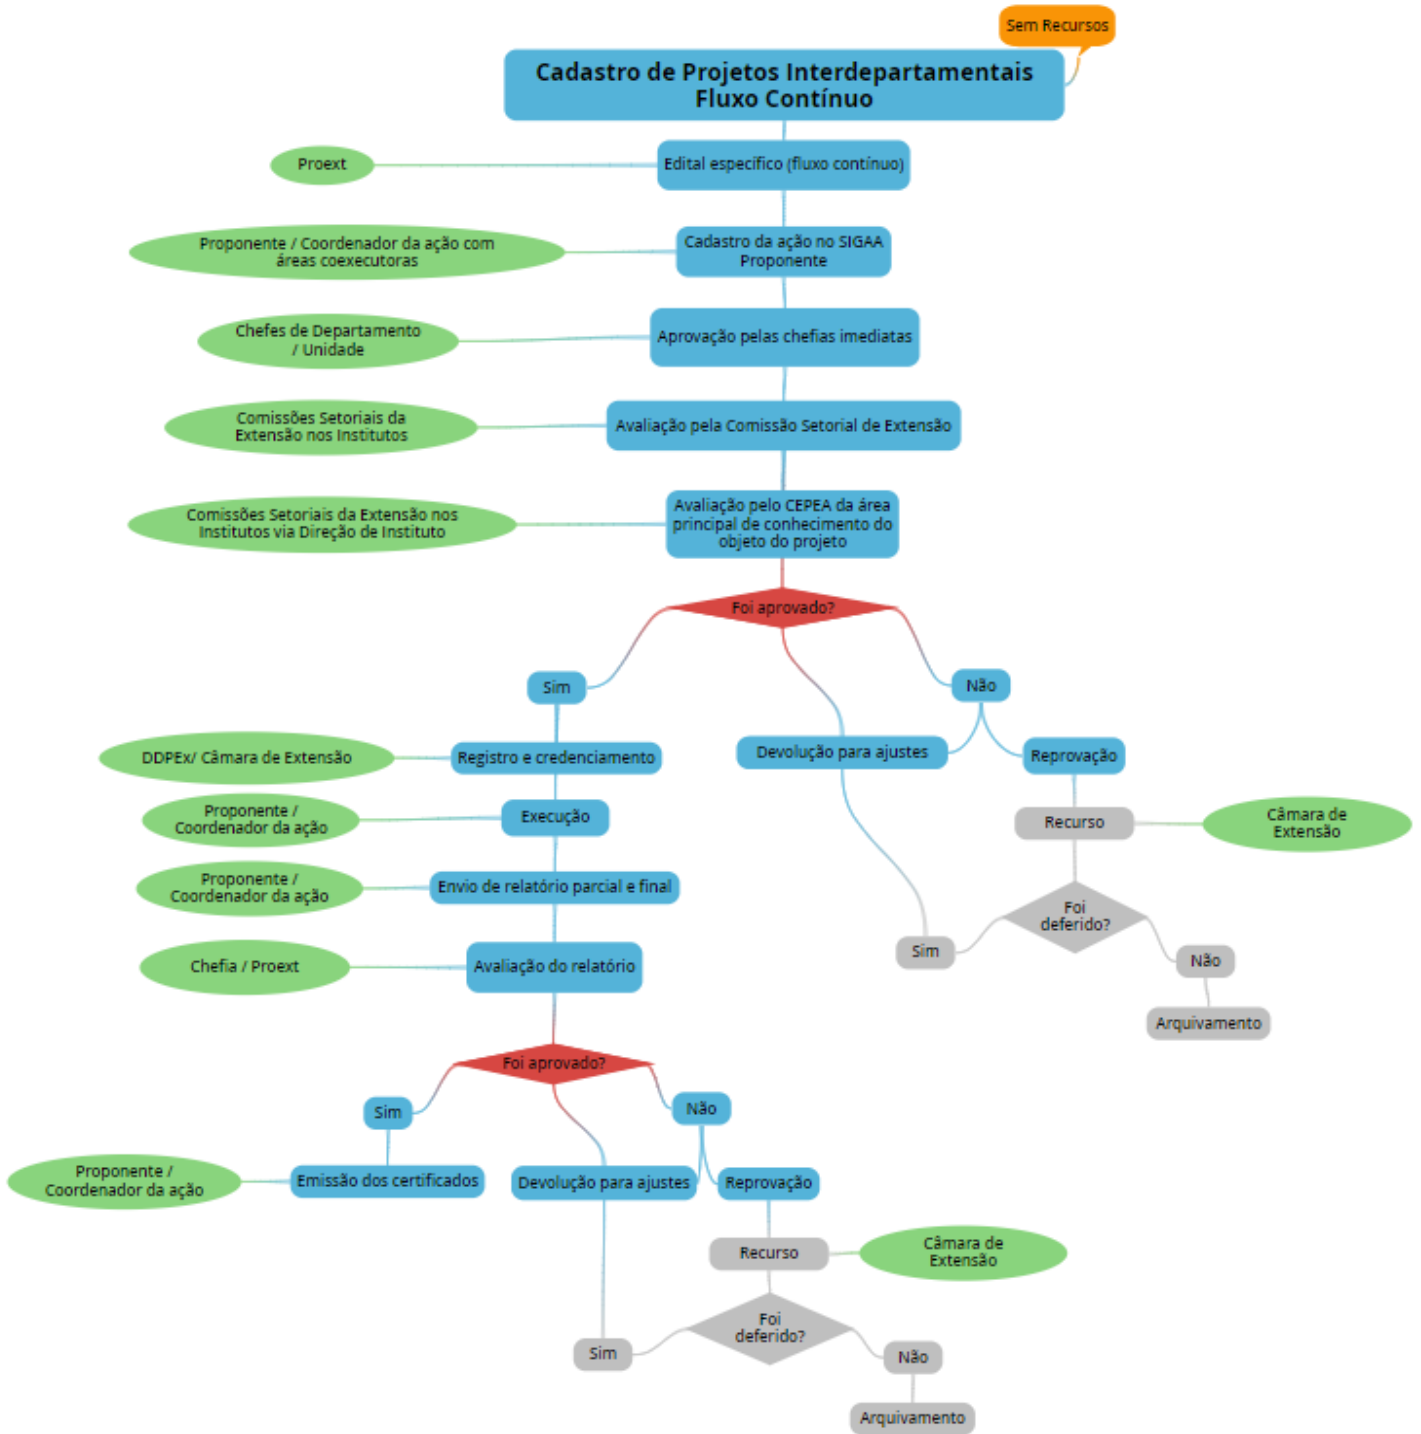 Sem Recursos
Cadastro de Projetos Interdepartamentais
Fluxo Contínuo
Proext
Edital específico (fluxo contínuo)
Proponente / Coordenador da ação com
áreas coexecutoras
Cadastro da ação no SIGAA
Proponente
Chefes de Departamento
/ Unidade
Aprovação pelas chefias imediatas
Comissões Setoriais da
Extensão nos Institutos
Avaliação pela Comissão Setorial de Extensão
Comissões Setoriais da Extensão nos
Institutos via Direção de Instituto
Avaliação pelo CEPEA da área
principal de conhecimento do
objeto do projeto
Foi aprovado?
Sim
Não
DDPEx/ Câmara de Extensão
Registro e credenciamento
Devolução para ajustes
Reprovação
Proponente /
Coordenador da ação
Execução
Recurso
Câmara de
Extensão
Proponente /
Coordenador da ação
Envio de relatório parcial e final
Foi
deferido?
Sim
Não
Chefia / Proext
Avaliação do relatório
Arquivamento
Foi aprovado?
Sim
Não
Proponente /
Coordenador da ação
Emissão dos certificados
Devolução para ajustes
Reprovação
Recurso
Câmara de
Extensão
Foi
deferido?
Sim
Não
Arquivamento